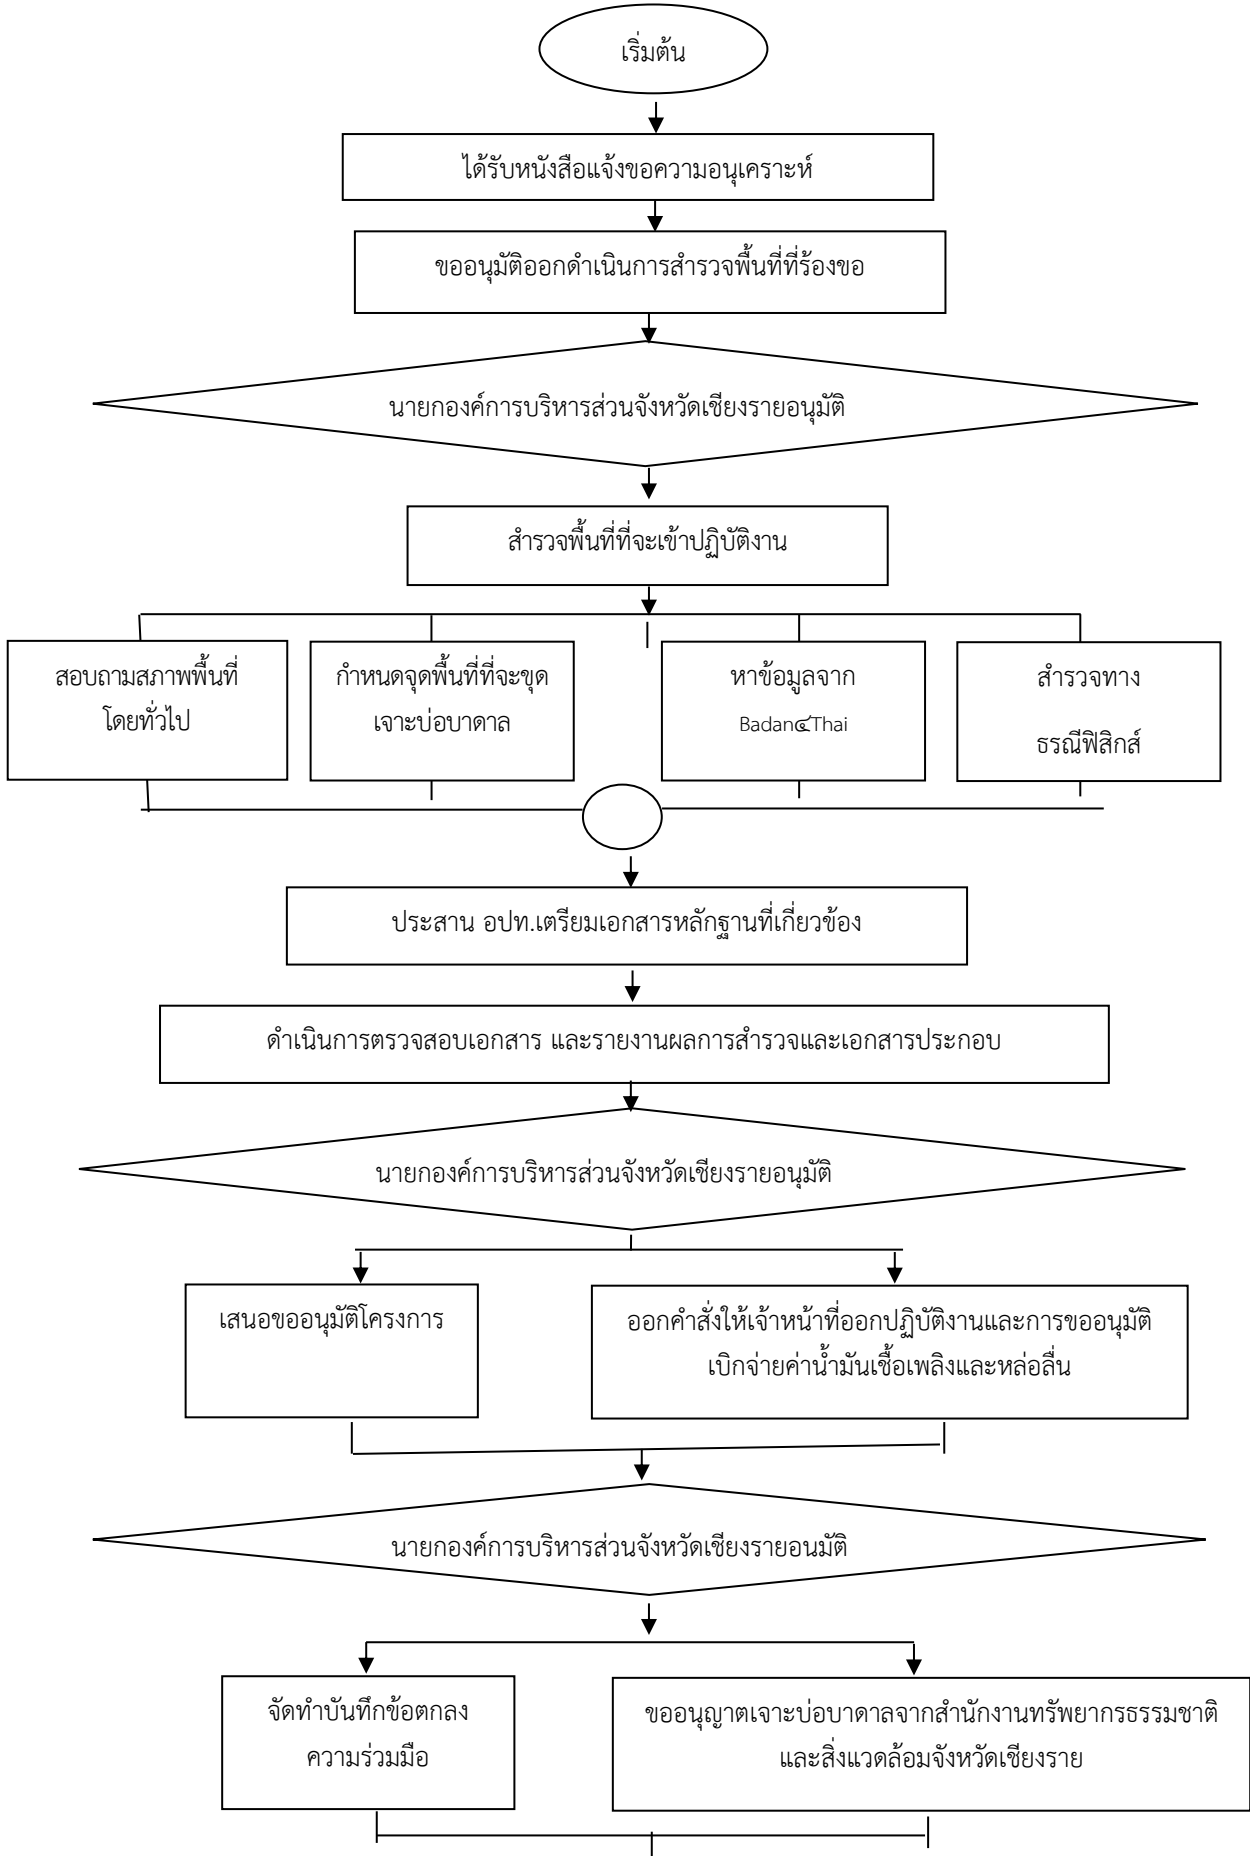 เริ่มต้น
ได้รับหนังสือแจ้งขอความอนุเคราะห์
ขออนุมัติออกดำเนินการสำรวจพื้นที่ที่ร้องขอ
นายกองค์การบริหารส่วนจังหวัดเชียงรายอนุมัติ
สำรวจพื้นที่ที่จะเข้าปฏิบัติงาน
สอบถามสภาพพื้นที่
โดยทั่วไป
กำหนดจุดพื้นที่ที่จะขุด
เจาะบ่อบาดาล
หาข้อมูลจาก
Badan๔Thai
สำรวจทาง
ธรณีฟิสิกส์
ประสาน อปท.เตรียมเอกสารหลักฐานที่เกี่ยวข้อง
ดำเนินการตรวจสอบเอกสาร และรายงานผลการสำรวจและเอกสารประกอบ
นายกองค์การบริหารส่วนจังหวัดเชียงรายอนุมัติ
เสนอขออนุมัติโครงการ
ออกคำสั่งให้เจ้าหน้าที่ออกปฏิบัติงานและการขออนุมัติ
เบิกจ่ายค่าน้ำมันเชื้อเพลิงและหล่อลื่น
นายกองค์การบริหารส่วนจังหวัดเชียงรายอนมัติ
จัดทำบันทึกข้อตกลง
ความร่วมมือ
ขออนุญาตเจาะบ่อบาดาลจากสำนักงานทรัพยากรธรรมชาติ
และสิ่งแวดล้อมจังหวัดเชียงราย